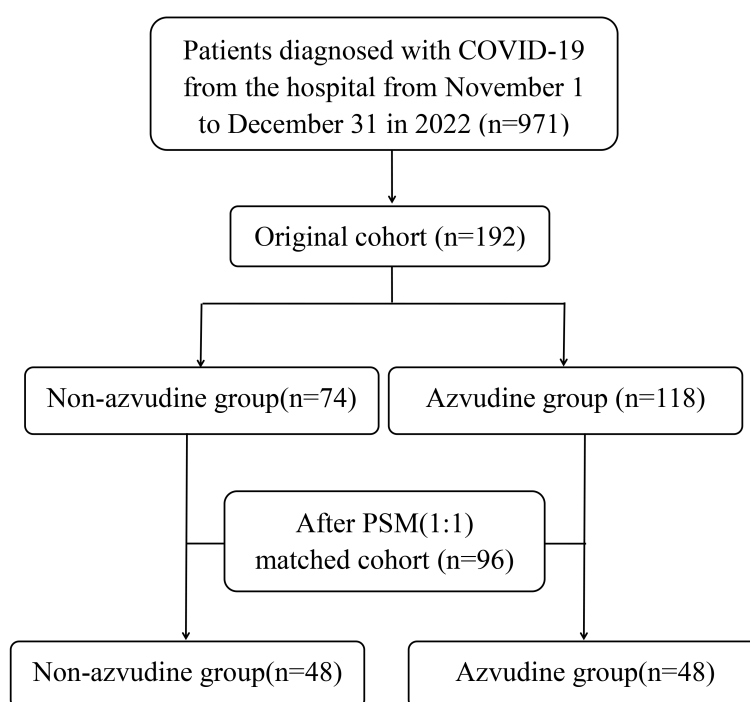 Patients diagnosed with COVID-19
from the hospital from November 1
to December 31 in 2022 (n=971)
Original cohort (n=192)
Non-azvudine group(n=74)
Azvudine group (n=118)
After PSM(1:1)
matched cohort (n=96)
Non-azvudine group(n=48)
Azvudine group(n=48)